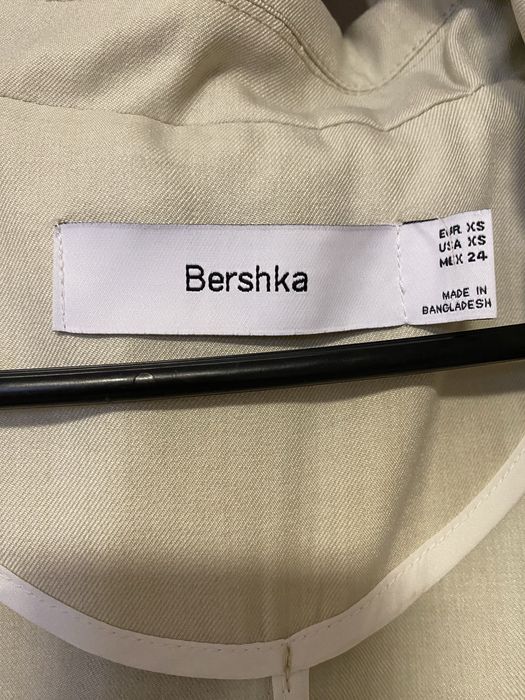 Bershka
EUR XS
USA XS
MEX 24
MADE IN
BANGLADESH